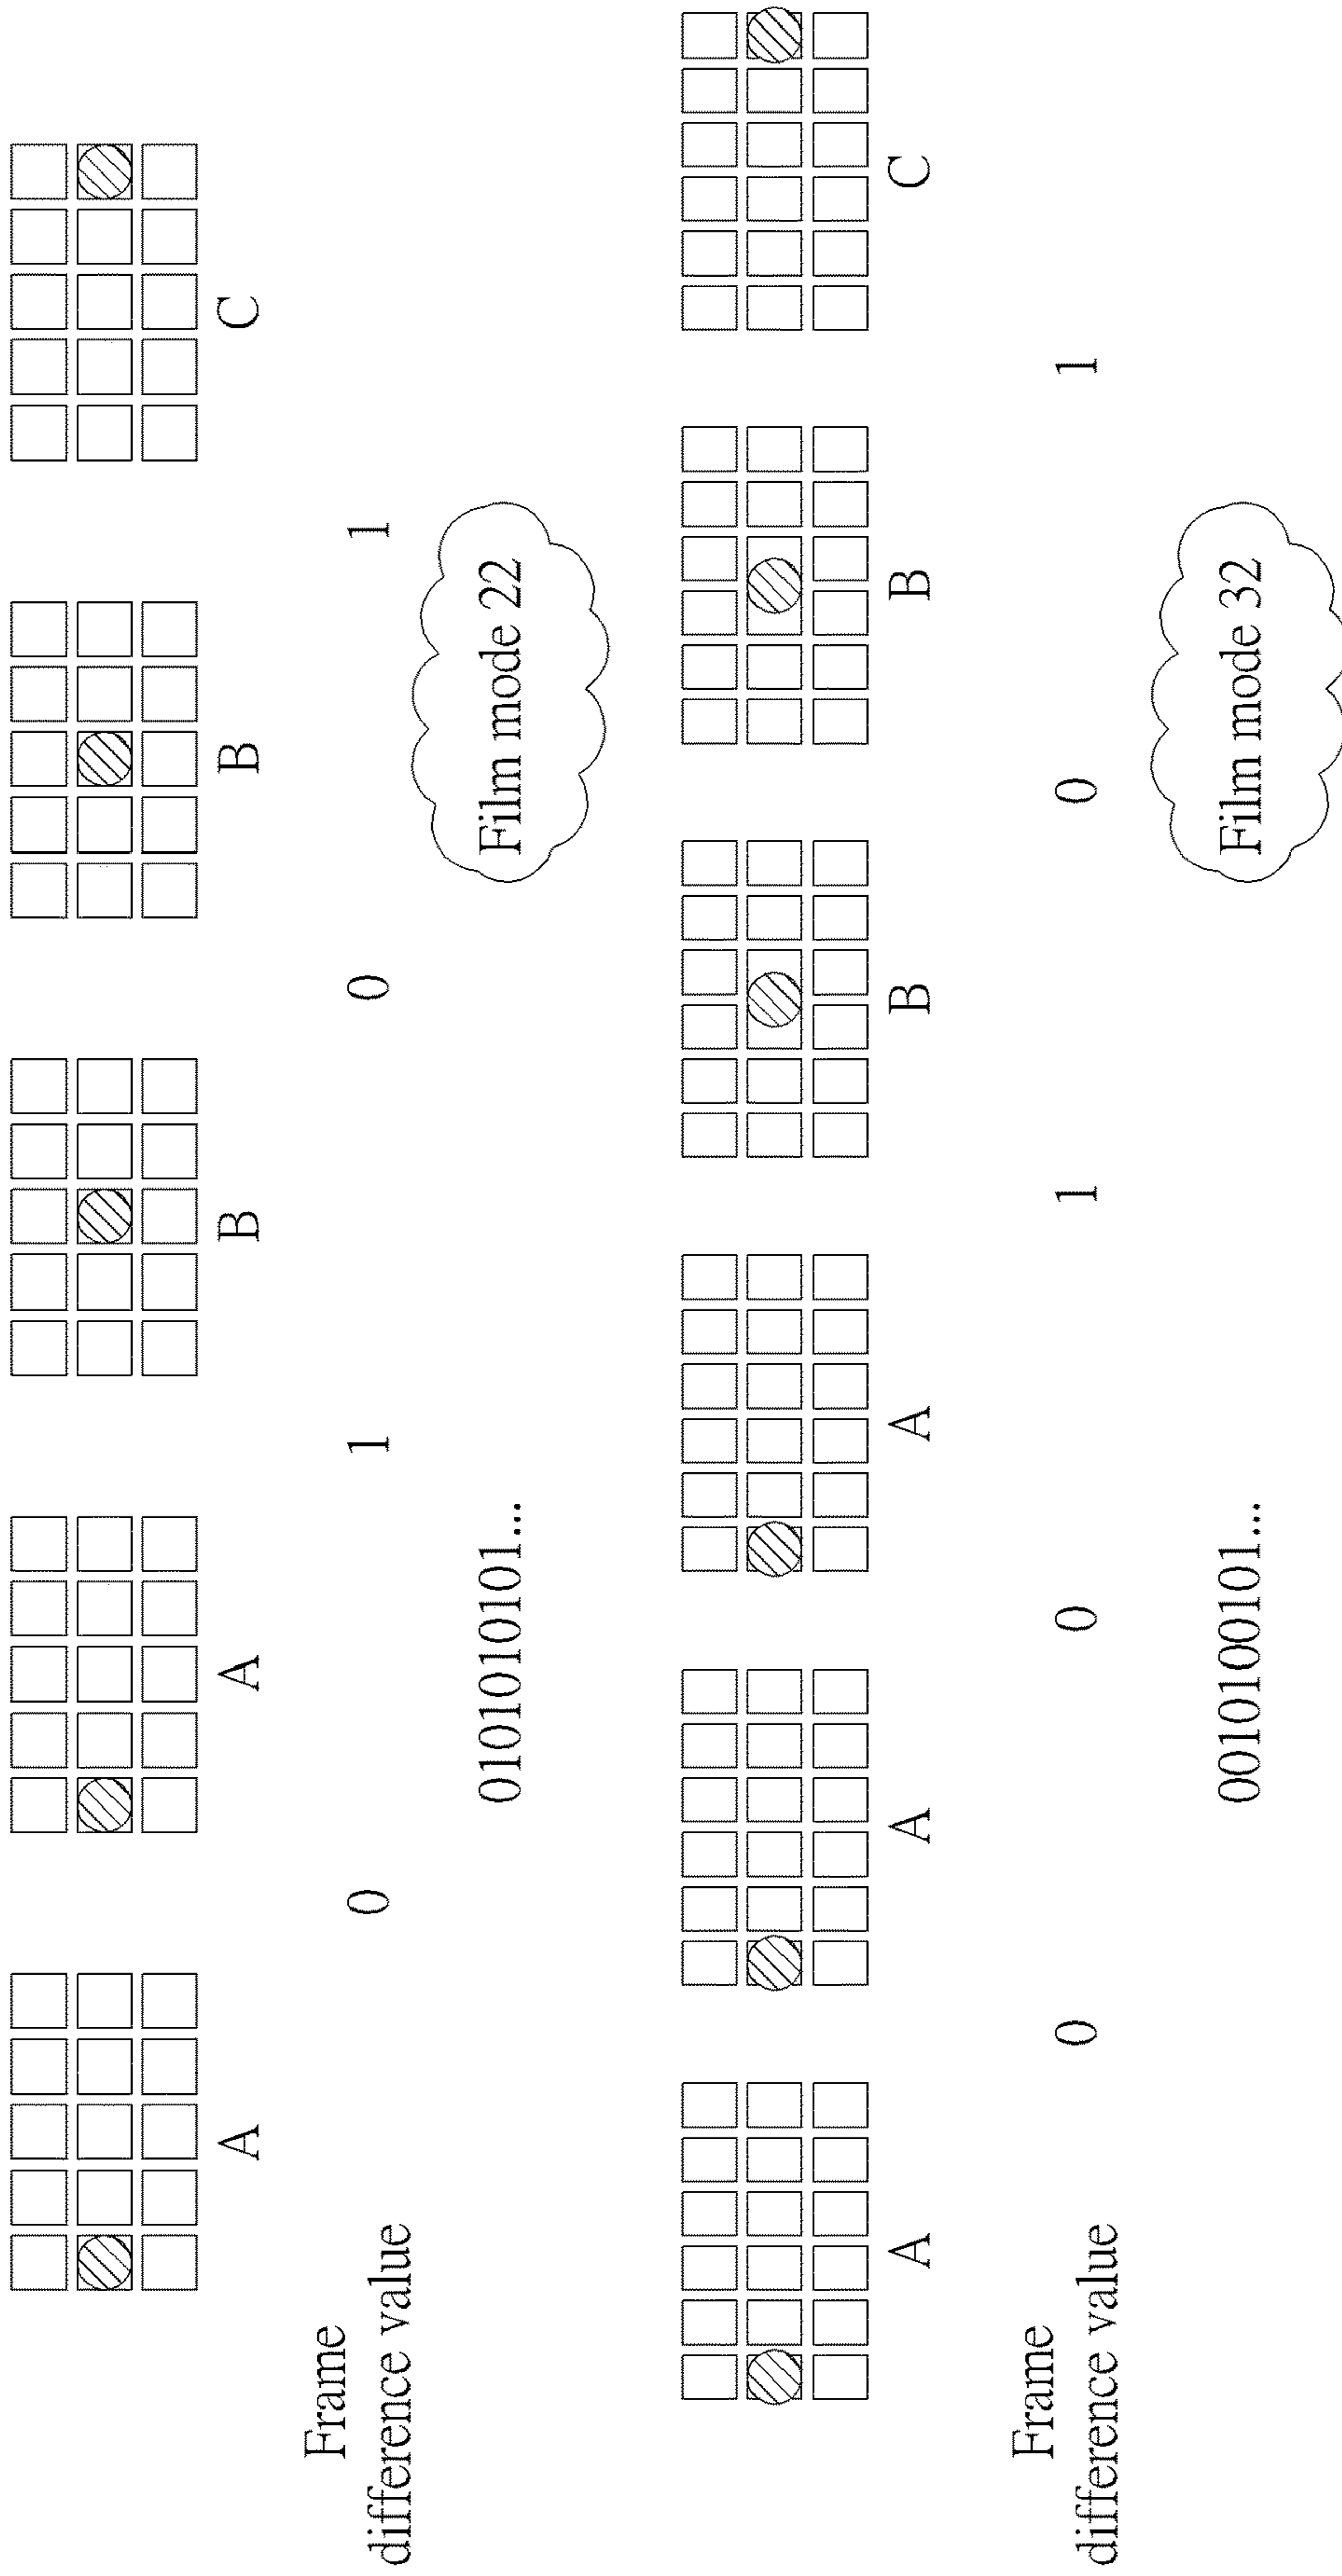 A A B B C
Frame
difference value 0 1 0 1
0101010101... Film mode 22
A A A B B C
Frame
difference value 0 0 1 0 1
0010100101... Film mode 32